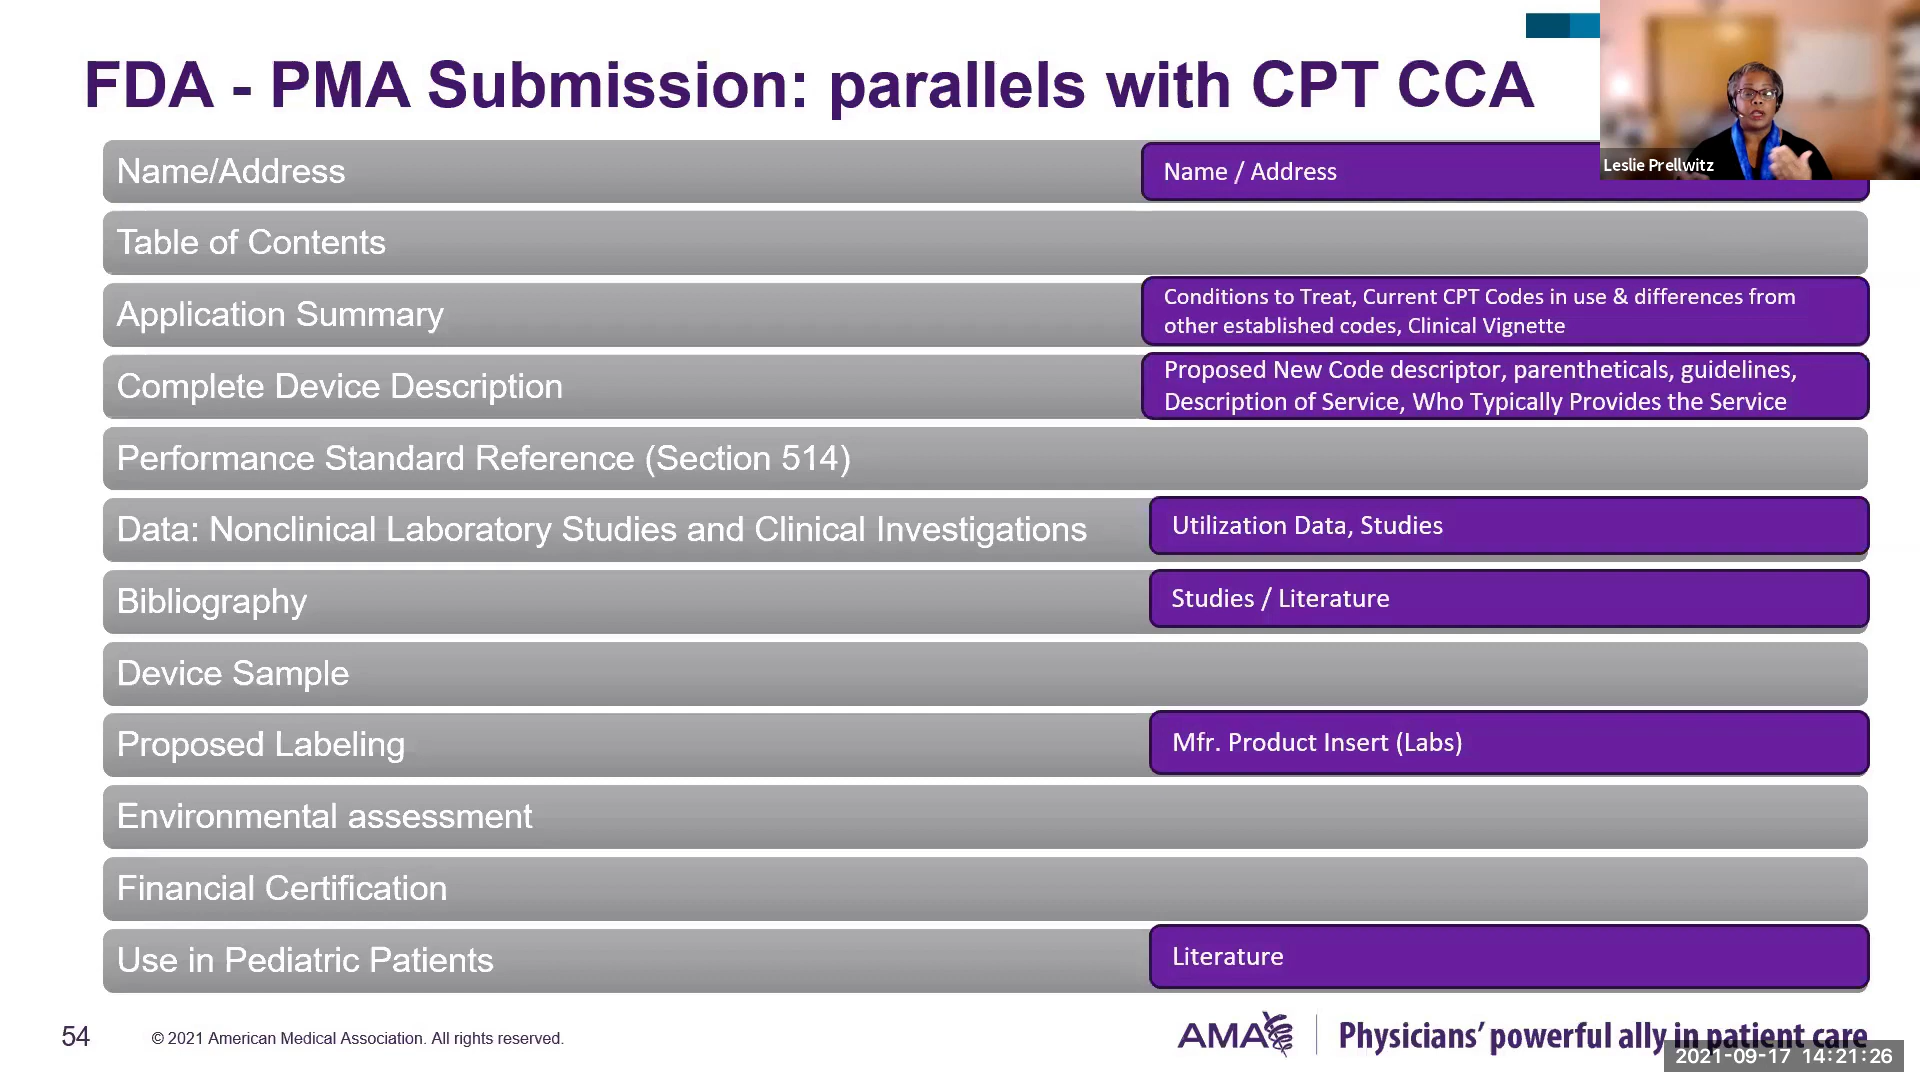 FDA - PMA Submission: parallels with CPT CCA
Leslie Prellwitz
Name/Address
Name / Address
Table of Contents
Application Summary
Conditions to Treat, Current CPT Codes in use & differences from
other established codes, Clinical Vignette
Complete Device Description
Proposed New Code descriptor, parentheticals, guidelines,
Description of Service, Who Typically Provides the Service
Performance Standard Reference (Section 514)
Data: Nonclinical Laboratory Studies and Clinical Investigations
Utilization Data, Studies
Bibliography
Studies / Literature
Device Sample
Proposed Labeling
Mfr. Product Insert (Labs)
Environmental assessment
Financial Certification
Use in Pediatric Patients
Literature
54
© 2021 American Medical Association. All rights reserved.
AMA
Physicians’ powerful ally in patient care
2021-09-17 14:21:26